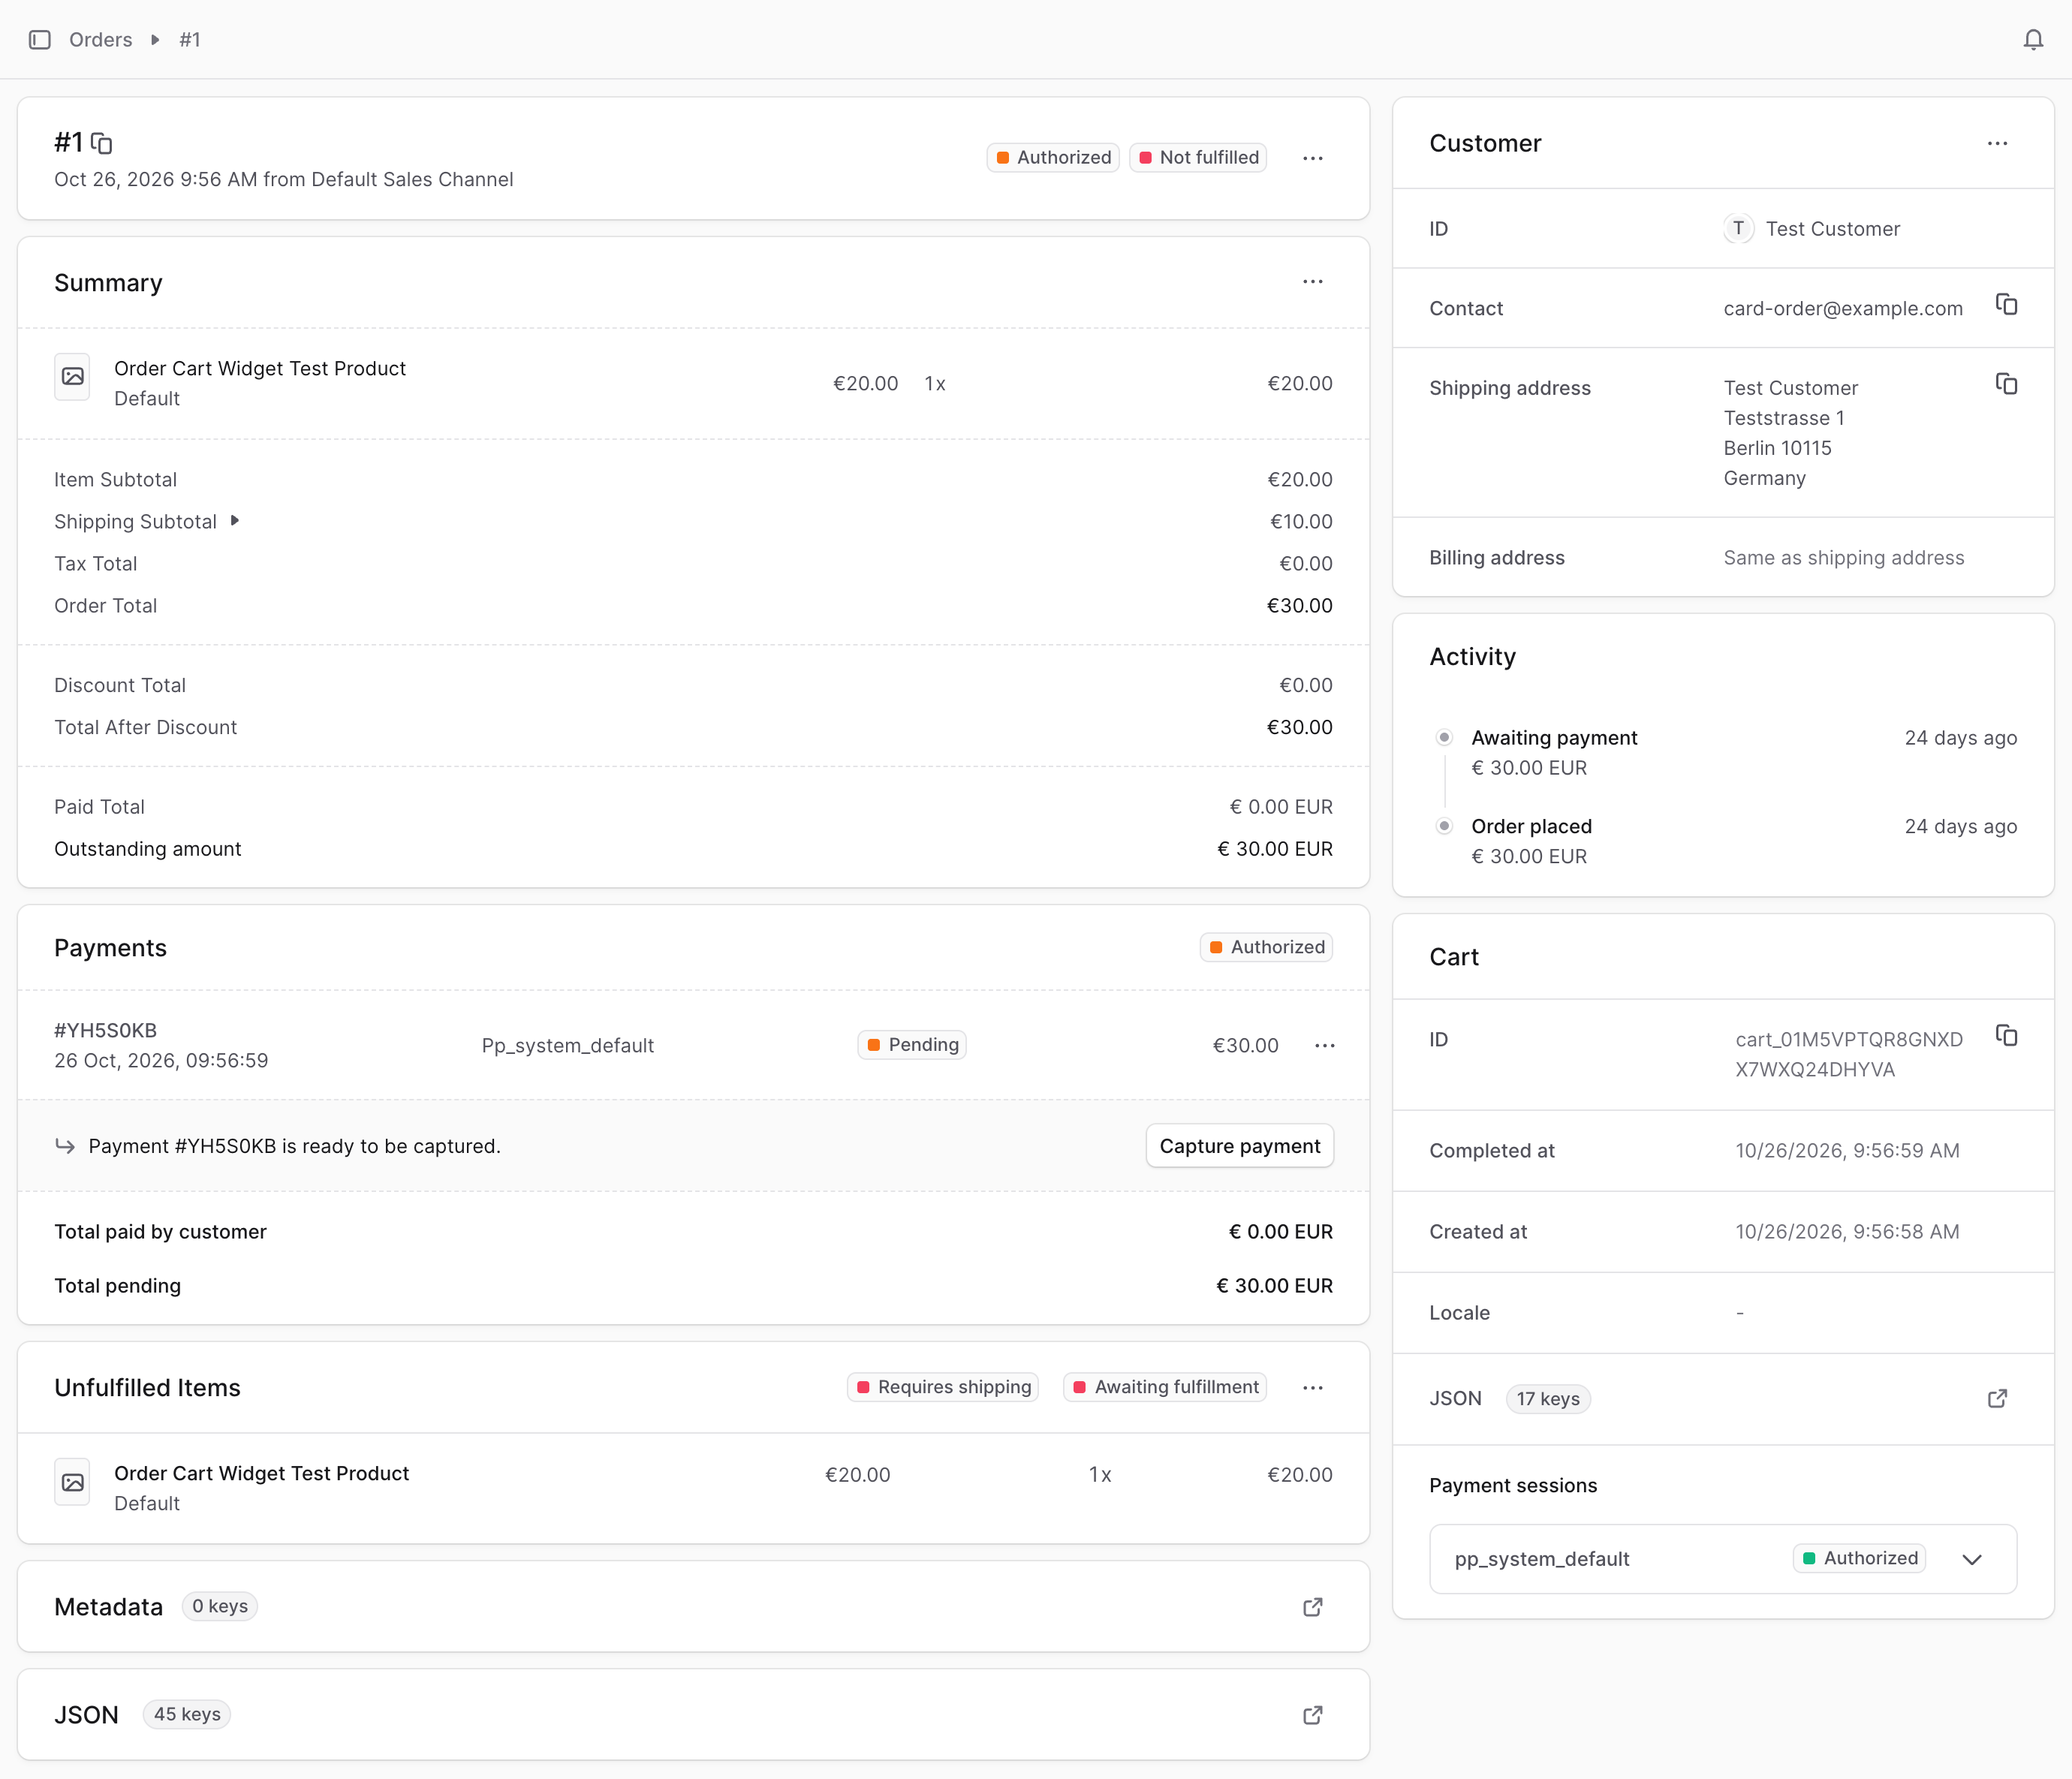 Orders
#1
#1
Oct 26, 2026 9:56 AM from Default Sales Channel
Authorized
Not fulfilled
Summary
Order Cart Widget Test Product
Default
€20.00 1x €20.00
Item Subtotal €20.00
Shipping Subtotal €10.00
Tax Total €0.00
Order Total €30.00
Discount Total €0.00
Total After Discount €30.00
Paid Total € 0.00 EUR
Outstanding amount € 30.00 EUR
Payments
Authorized
#YH5S0KB
26 Oct, 2026, 09:56:59
Pp_system_default
Pending
€30.00
Payment #YH5S0KB is ready to be captured.
Capture payment
Total paid by customer € 0.00 EUR
Total pending € 30.00 EUR
Unfulfilled Items
Requires shipping
Awaiting fulfillment
Order Cart Widget Test Product
Default
€20.00 1x €20.00
Metadata 0 keys
JSON 45 keys
Customer
ID T Test Customer
Contact card-order@example.com
Shipping address Test Customer
Teststrasse 1
Berlin 10115
Germany
Billing address Same as shipping address
Activity
Awaiting payment 24 days ago
€ 30.00 EUR
Order placed 24 days ago
€ 30.00 EUR
Cart
ID cart_01M5VPTQR8GNXD
X7WXQ24DHYVA
Completed at 10/26/2026, 9:56:59 AM
Created at 10/26/2026, 9:56:58 AM
Locale -
JSON 17 keys
Payment sessions
pp_system_default Authorized